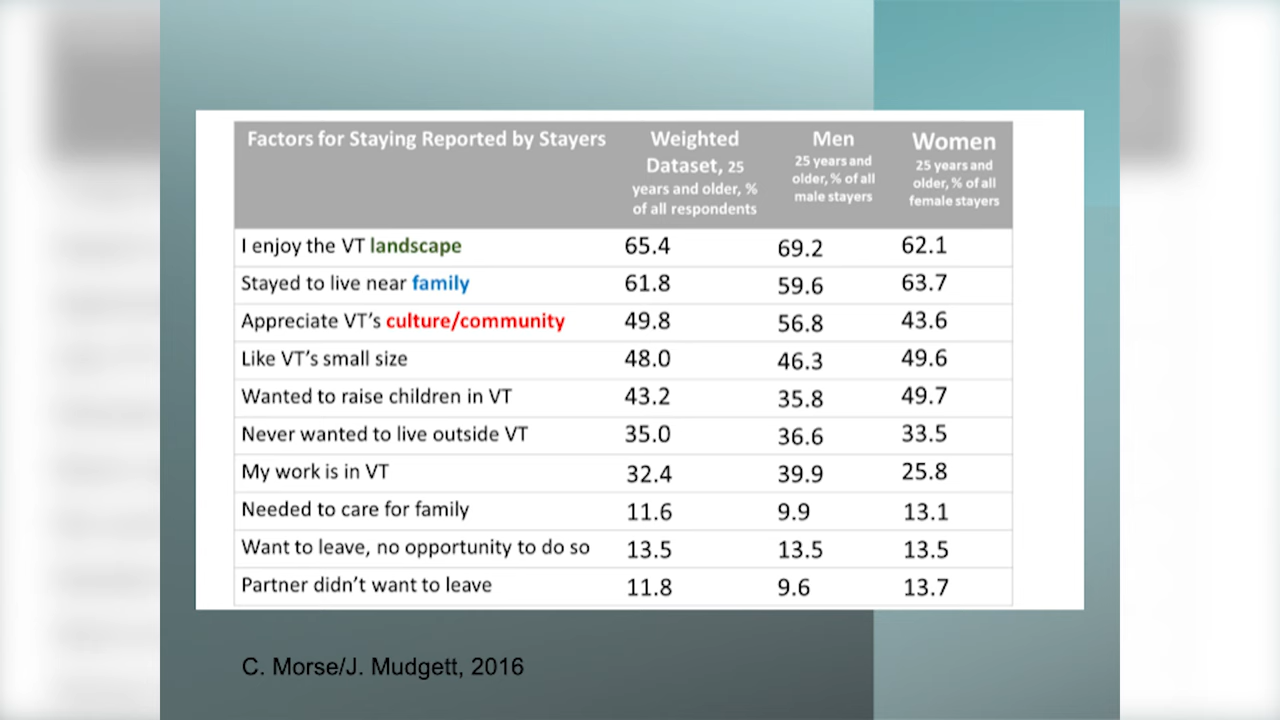 Factors for Staying Reported by Stayers Weighted Dataset, 25 years and older, % of all respondents Men 25 years and older, % of all male stayers Women 25 years and older, % of all female stayers
I enjoy the VT landscape 65.4 69.2 62.1
Stayed to live near family 61.8 59.6 63.7
Appreciate VT's culture/community 49.8 56.8 43.6
Like VT's small size 48.0 46.3 49.6
Wanted to raise children in VT 43.2 35.8 49.7
Never wanted to live outside VT 35.0 36.6 33.5
My work is in VT 32.4 39.9 25.8
Needed to care for family 11.6 9.9 13.1
Want to leave, no opportunity to do so 13.5 13.5 13.5
Partner didn't want to leave 11.8 9.6 13.7
C. Morse/J. Mudgett, 2016